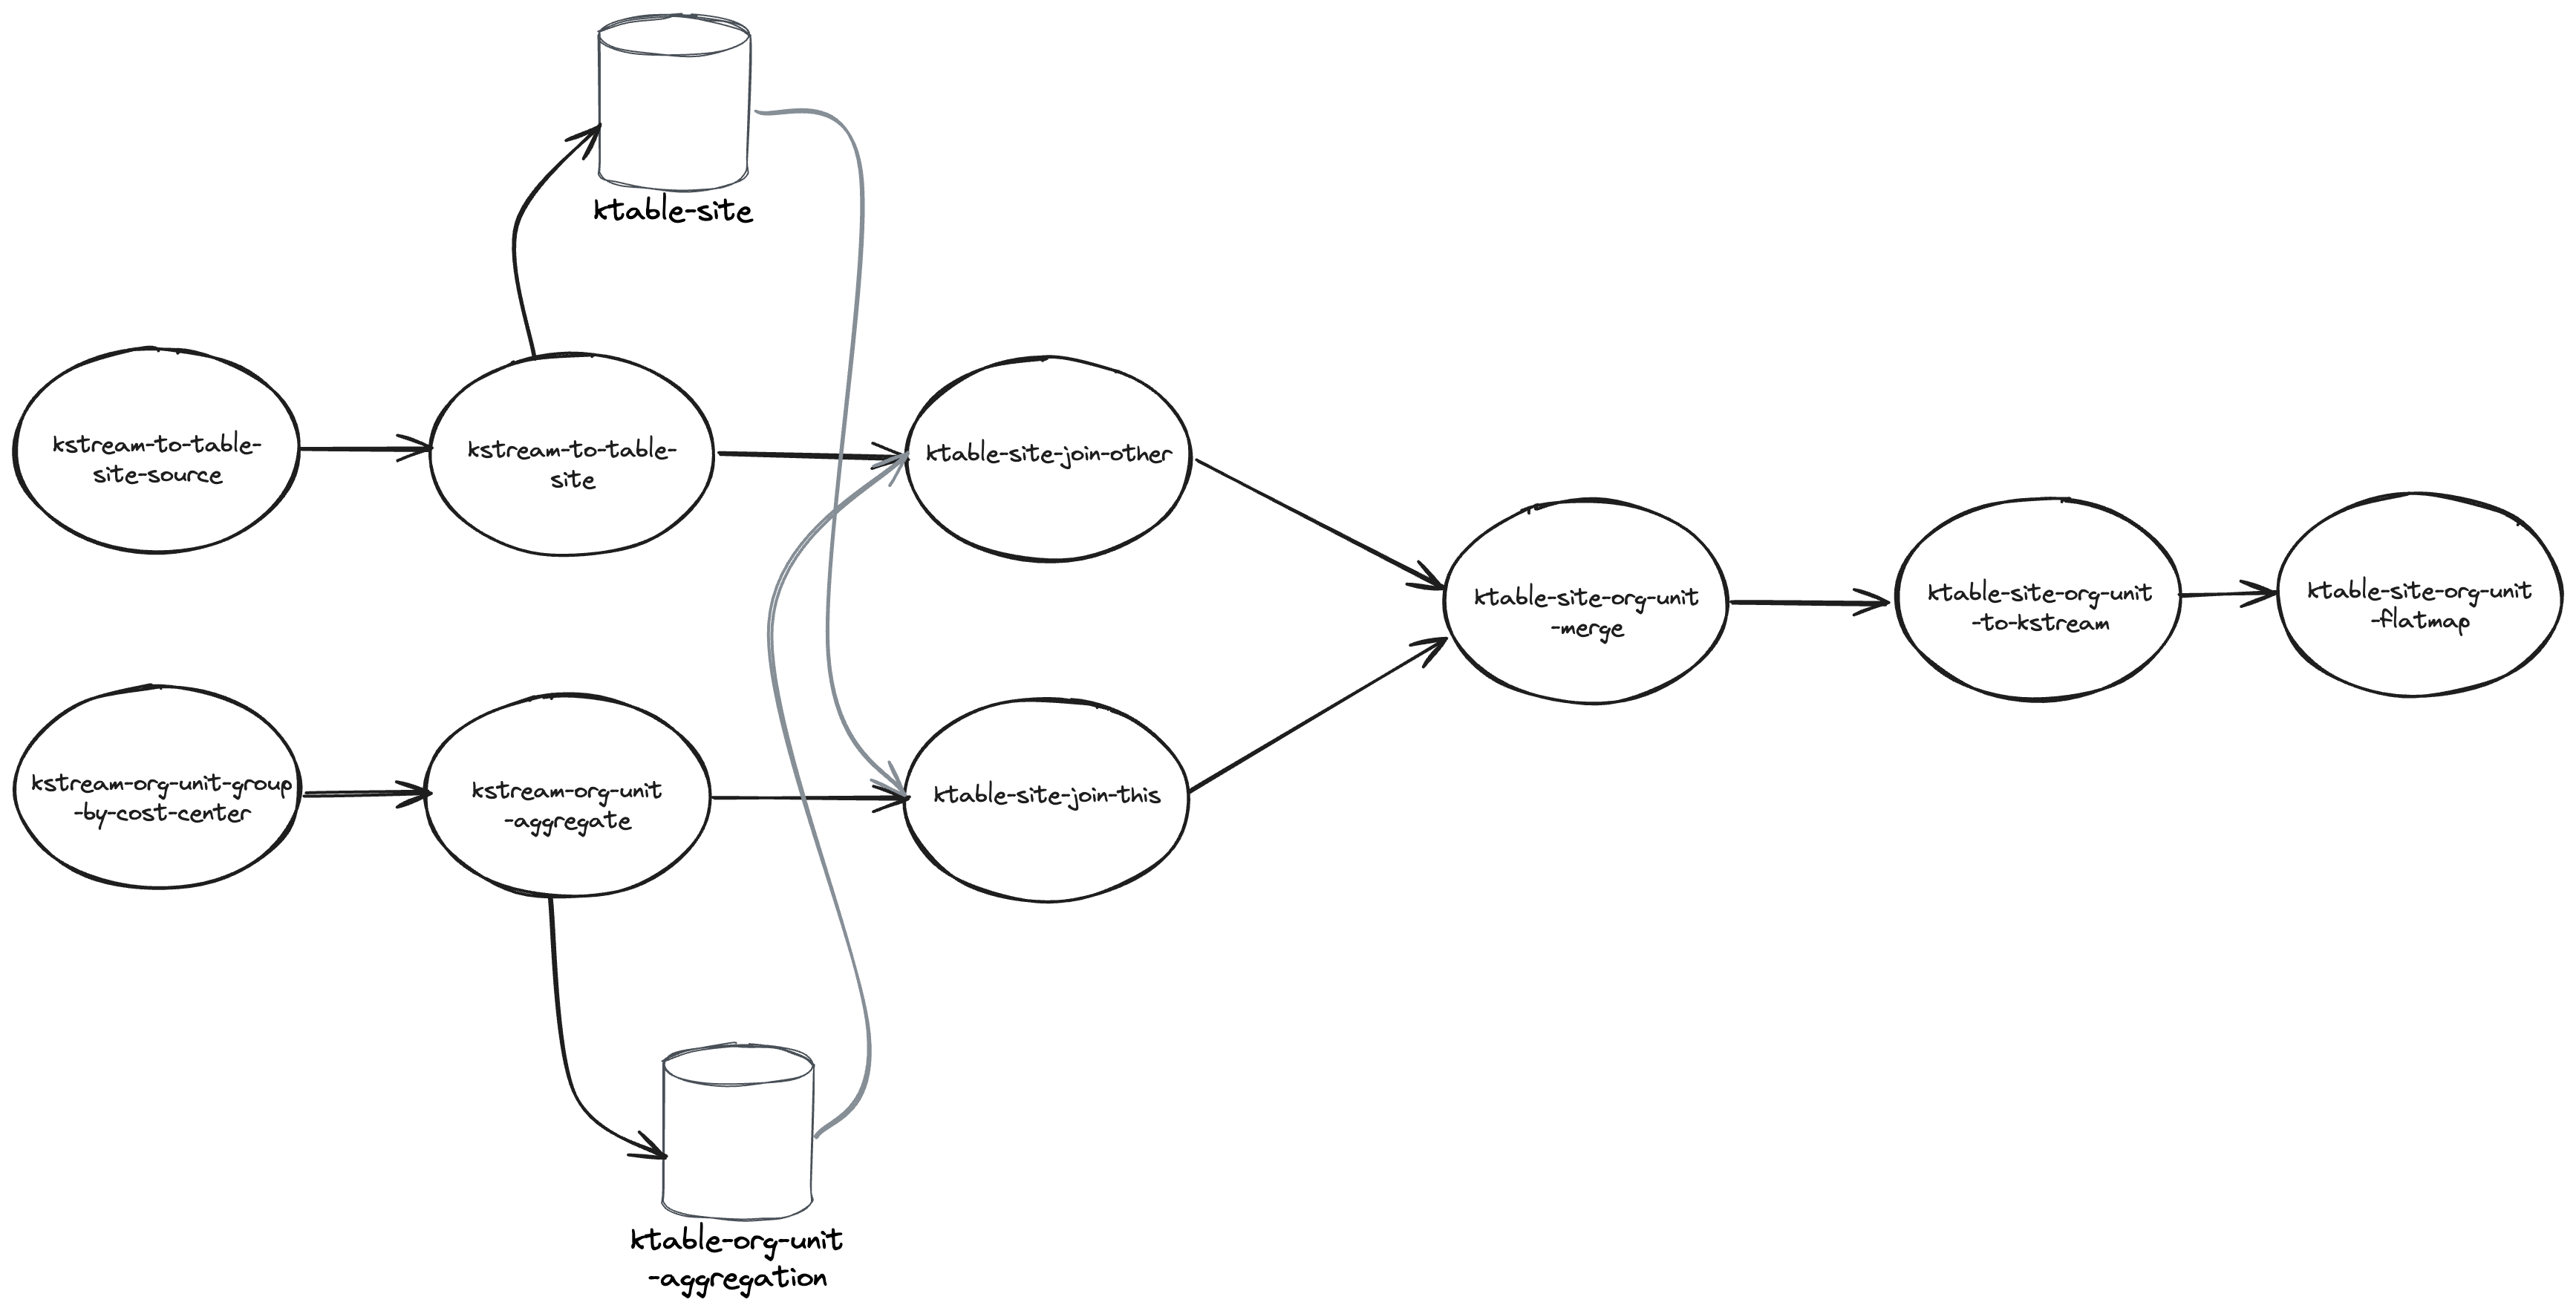 ktable-site
kstream-to-table-
site-source
kstream-to-table-
site
ktable-site-join-other
ktable-site-org-unit
-merge
ktable-site-org-unit
-to-kstream
ktable-site-org-unit
-flatmap
kstream-org-unit-group
-by-cost-center
kstream-org-unit
-aggregate
ktable-site-join-this
ktable-org-unit
-aggregation